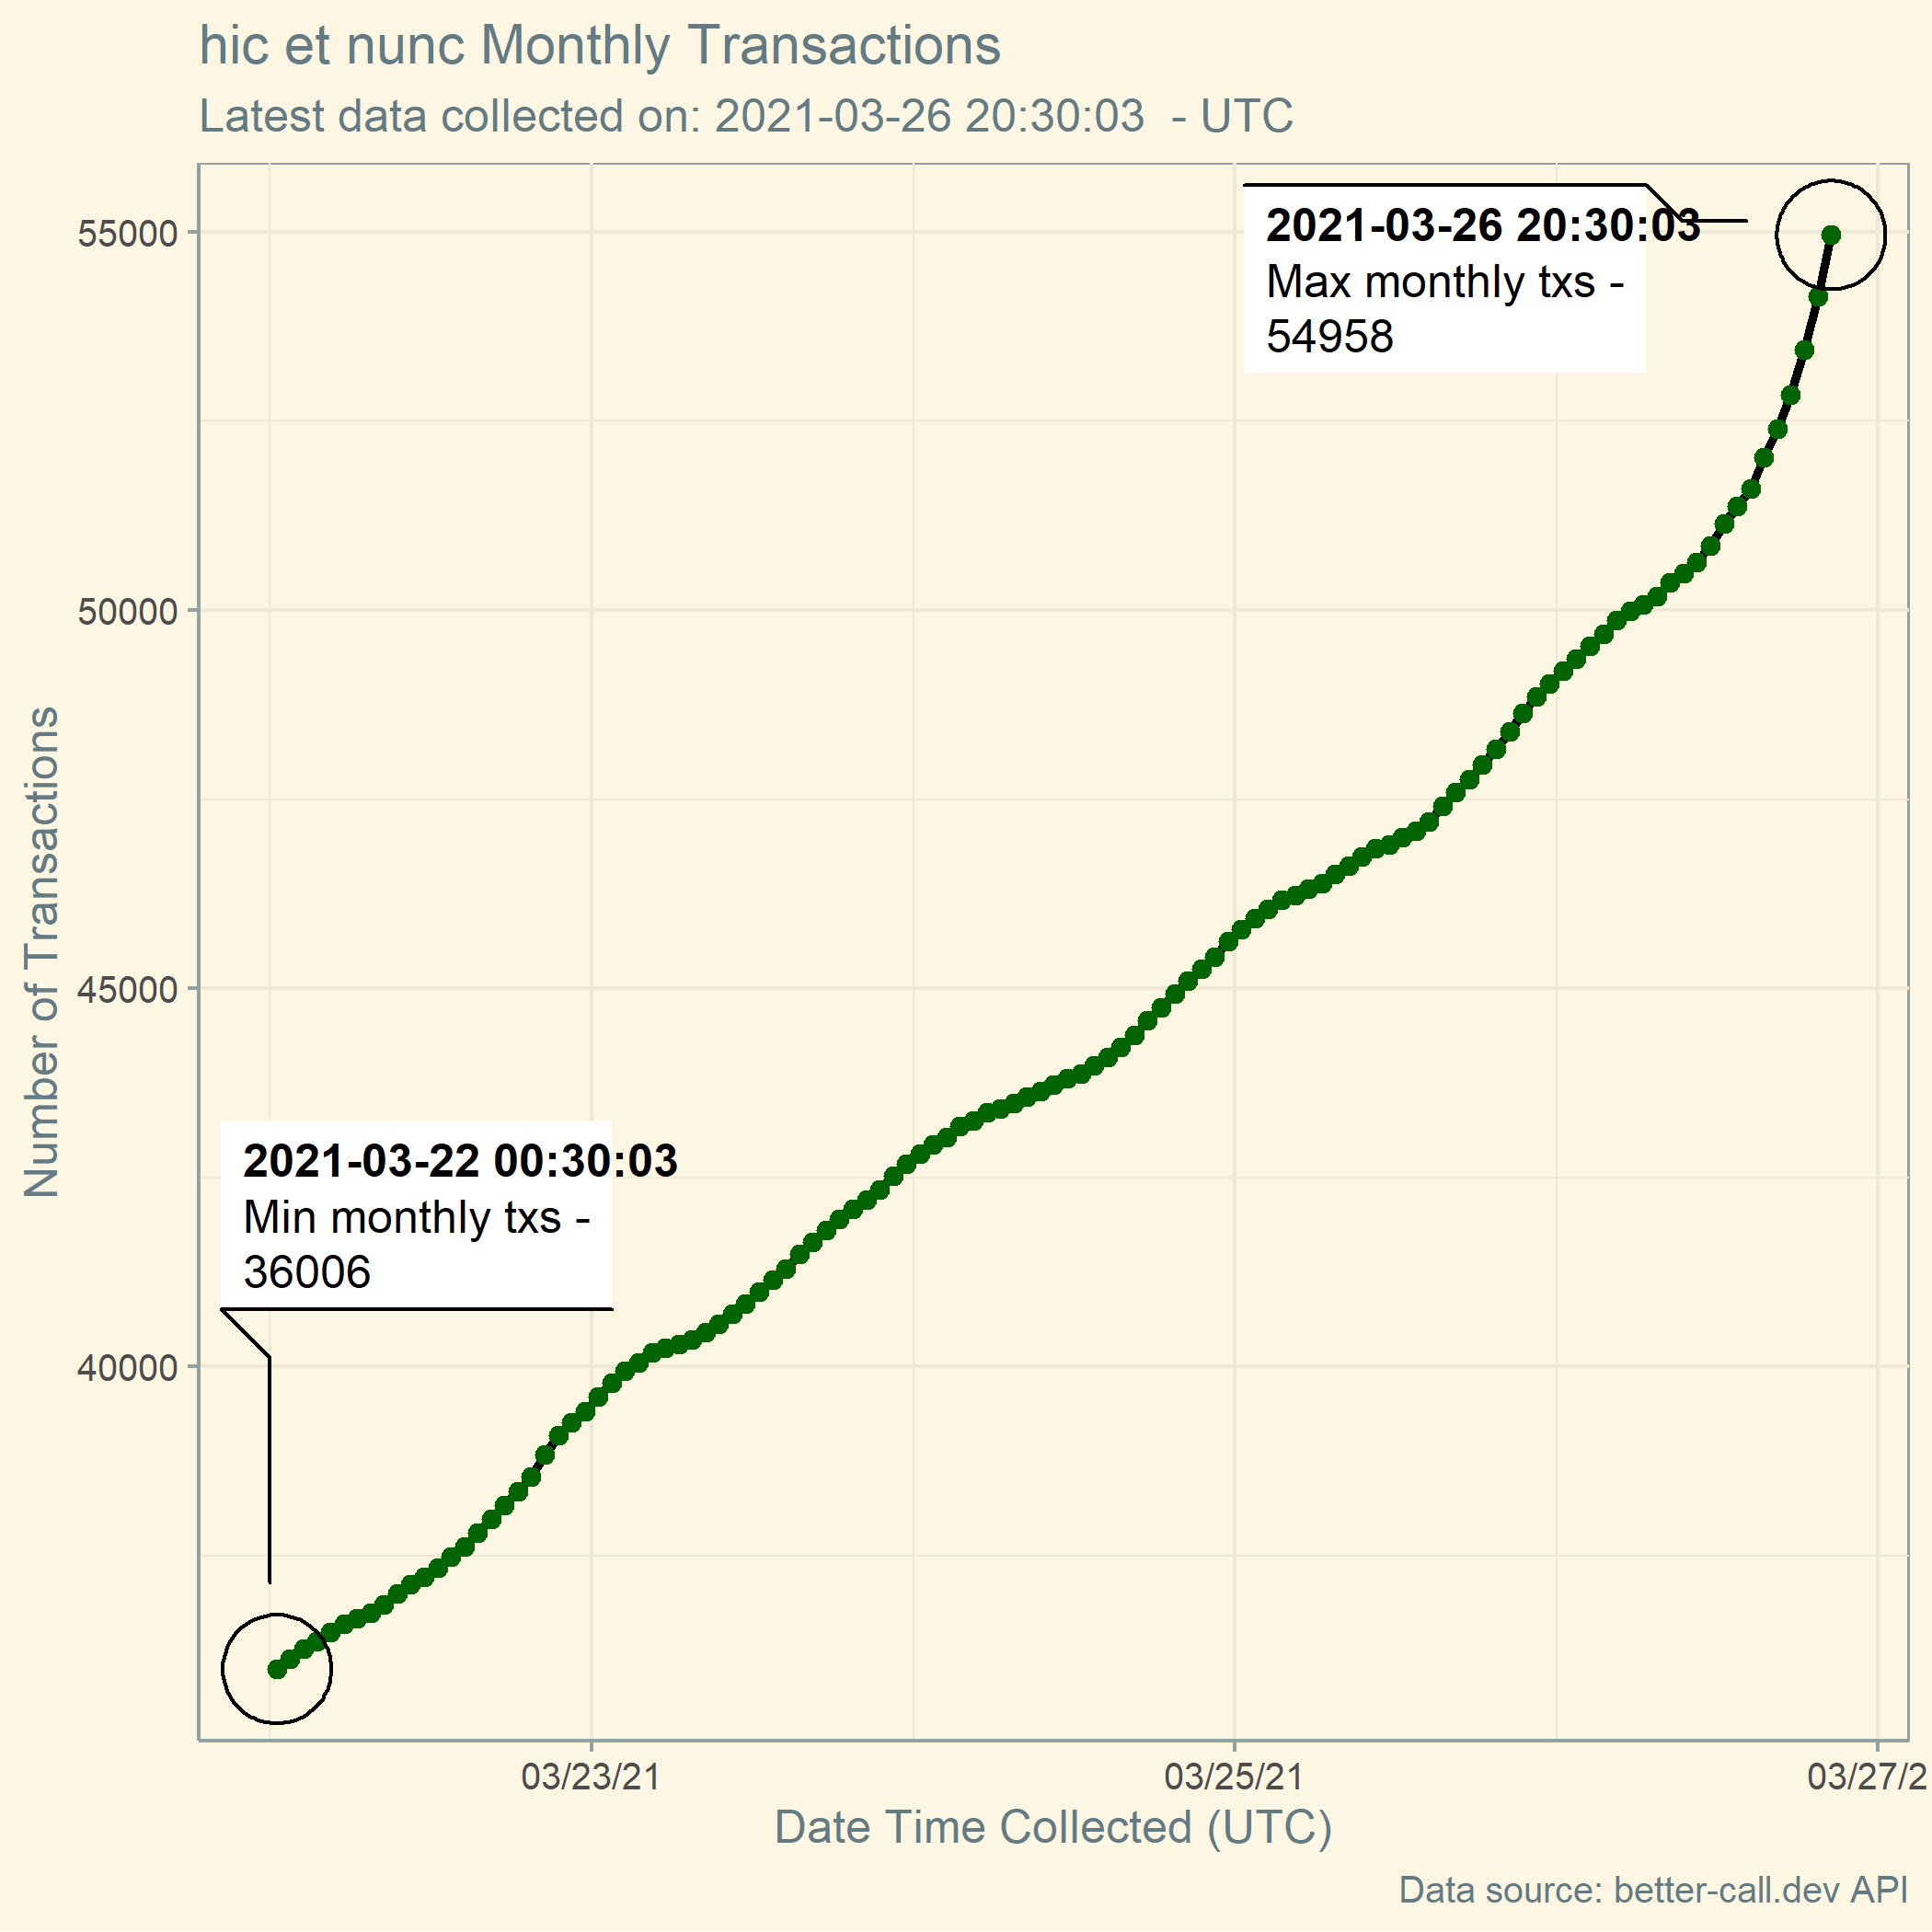 hic et nunc Monthly Transactions
Latest data collected on: 2021-03-26 20:30:03  - UTC
55000
50000
45000
40000
Number of Transactions
2021-03-26 20:30:03
Max monthly txs -
54958
2021-03-22 00:30:03
Min monthly txs -
36006
03/23/21
03/25/21
03/27/2
Date Time Collected (UTC)
Data source: better-call.dev API